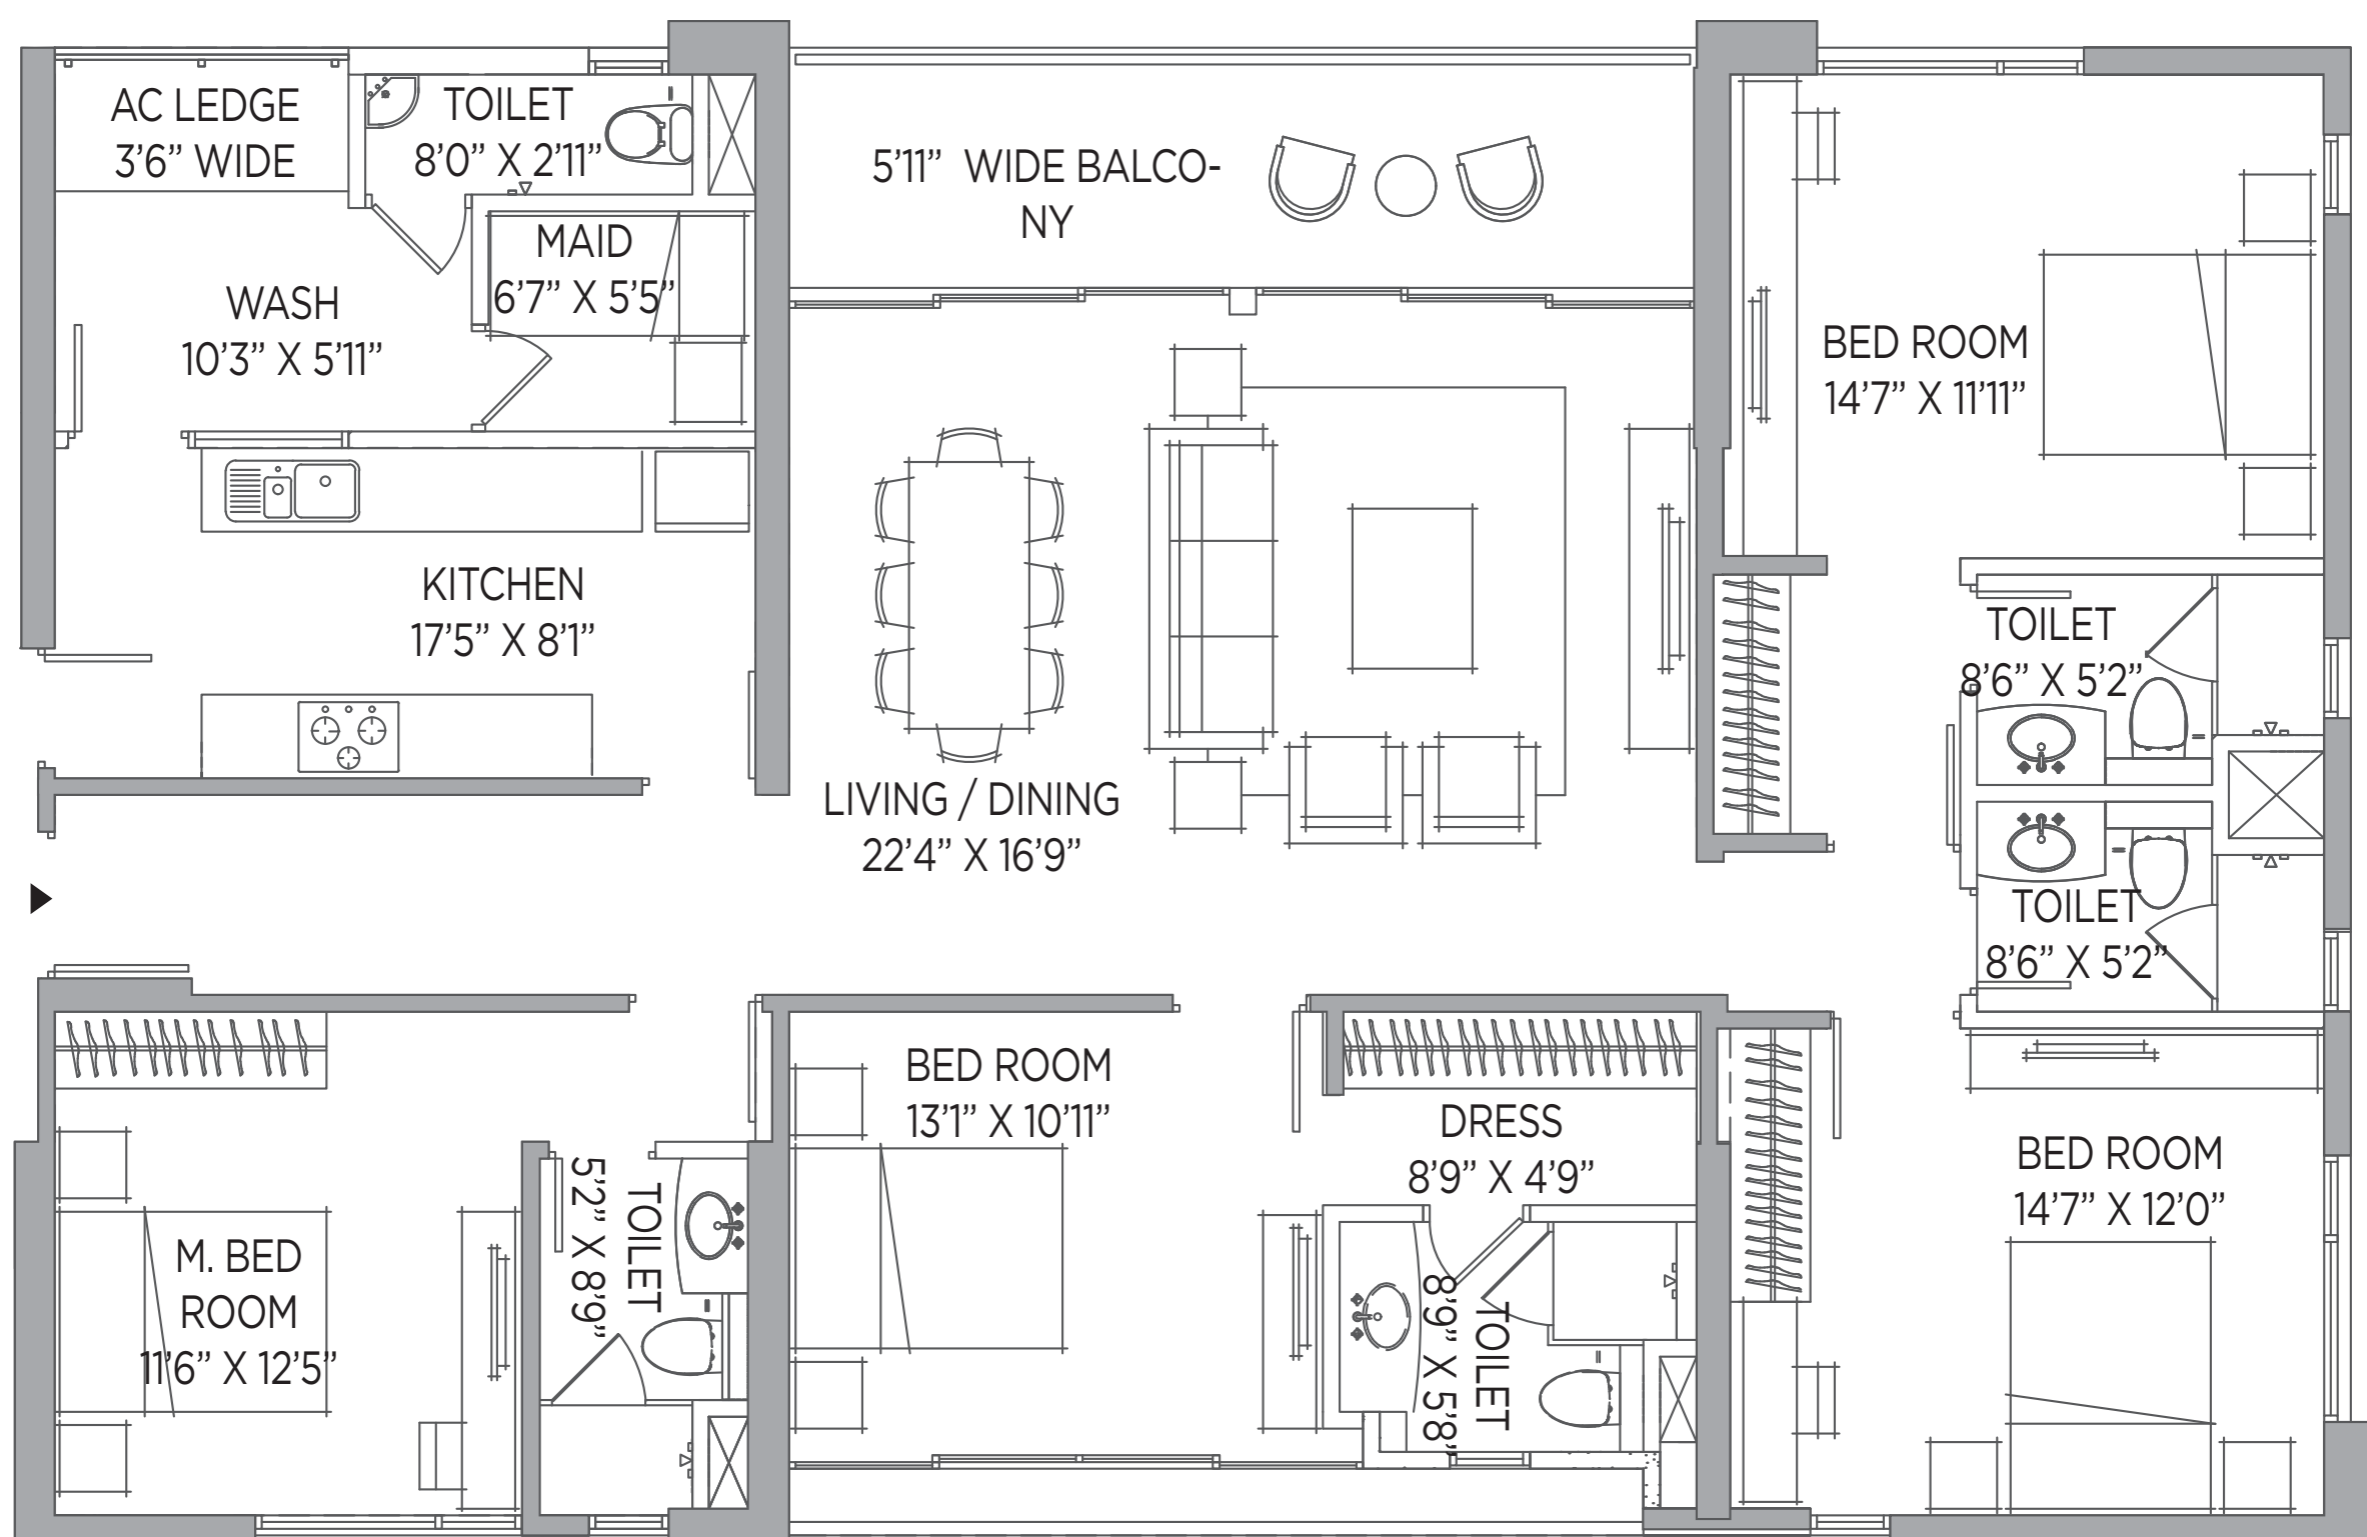 AC LEDGE
3’6” WIDE
TOILET
8’0” X 2’11”
MAID
6’7” X 5’5”
WASH
10’3” X 5’11”
KITCHEN
17’5” X 8’1”
5’11” WIDE BALCO-
NY
LIVING / DINING
22’4” X 16’9”
BED ROOM
14’7” X 11’11”
TOILET
8’6” X 5’2”
TOILET
8’6” X 5’2”
M. BED
ROOM
11’6” X 12’5”
TOILET
5’2” X 8’9”
BED ROOM
13’1” X 10’11”
DRESS
8’9” X 4’9”
TOILET
8’9” X 5’8”
BED ROOM
14’7” X 12’0”